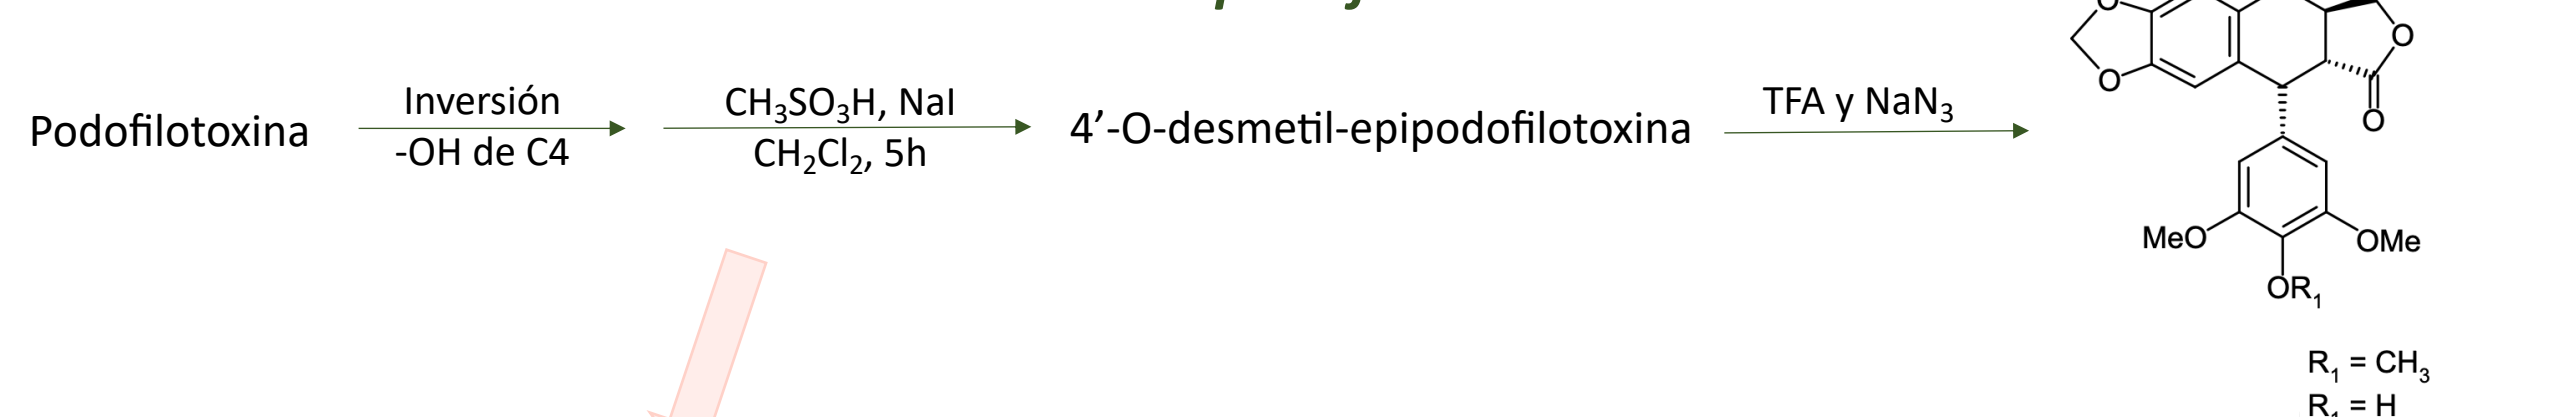 Podofilotoxina
Inversión
-OH de C4
CH₃SO₃H, NaI
CH₂Cl₂, 5h
4’-O-desmetil-epipodofilotoxina
TFA y NaN₃
O
O
O
O
MeO
OMe
OR₁
R₁ = CH₃
R₁ = H